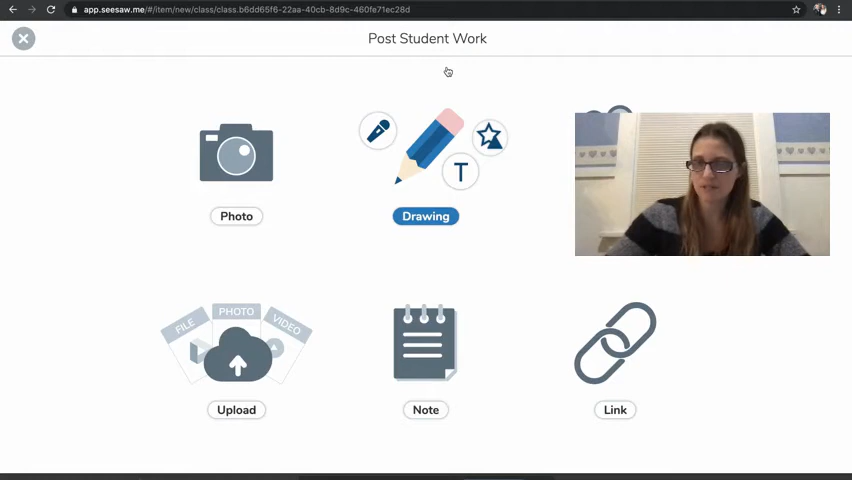 app.seesaw.me/#/item/new/class/class.b6dd65f6-22aa-40cb-8d9c-460fe71ec28d
Post Student Work
T
Photo
Drawing
FILE
PHOTO
VIDEO
Upload
Note
Link